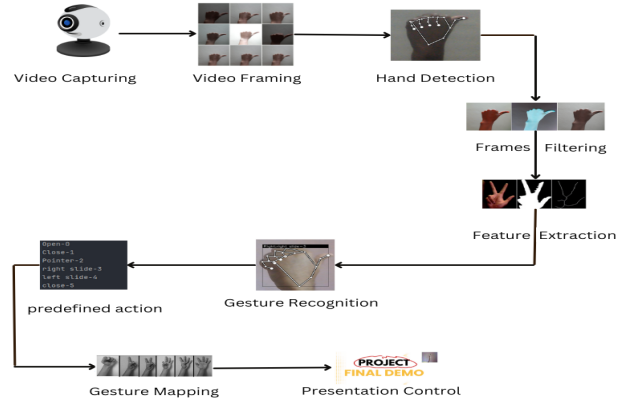 Video Capturing
Video Framing
Hand Detection
Frames Filtering
Feature Extraction
Open-0
Close-1
Pointer-2
right slide-3
left slide-4
close-5
predefined action
Gesture Recognition
Gesture Mapping
PROJECT
FINAL DEMO
Presentation Control